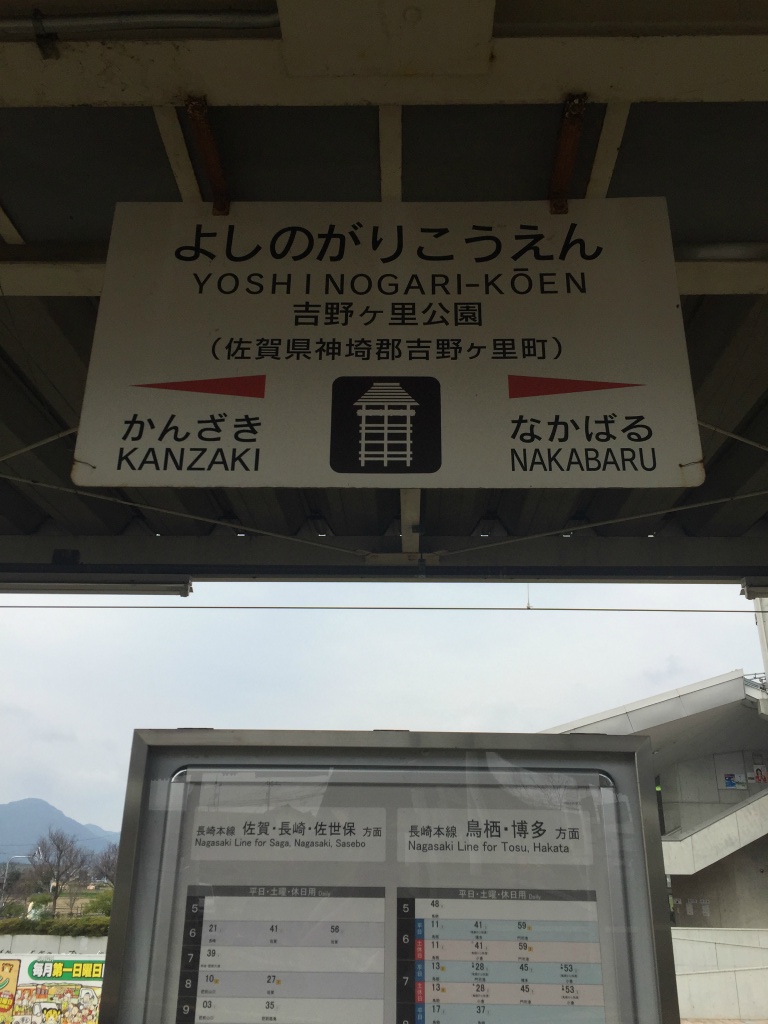 よしのがりこうえん
YOSHINOGARI-KŌEN
吉野ヶ里公園
(佐賀県神埼郡吉野ヶ里町)
かんざき
KANZAKI
なかばる
NAKABARU
長崎本線 佐賀・長崎・佐世保 方面
Nagasaki Line for Saga, Nagasaki, Sasebo
長崎本線 鳥栖・博多 方面
Nagasaki Line for Tosu, Hakata
平日・土曜・休日用 Daily
5
6 21 41 56
7 39
8 10 27
9 03 35
平日・土曜・休日用 Daily
5 48
6 11 41 59
11 41 59
7 13 28 45 53
13 28 45 53
17 37
毎月第一日曜日